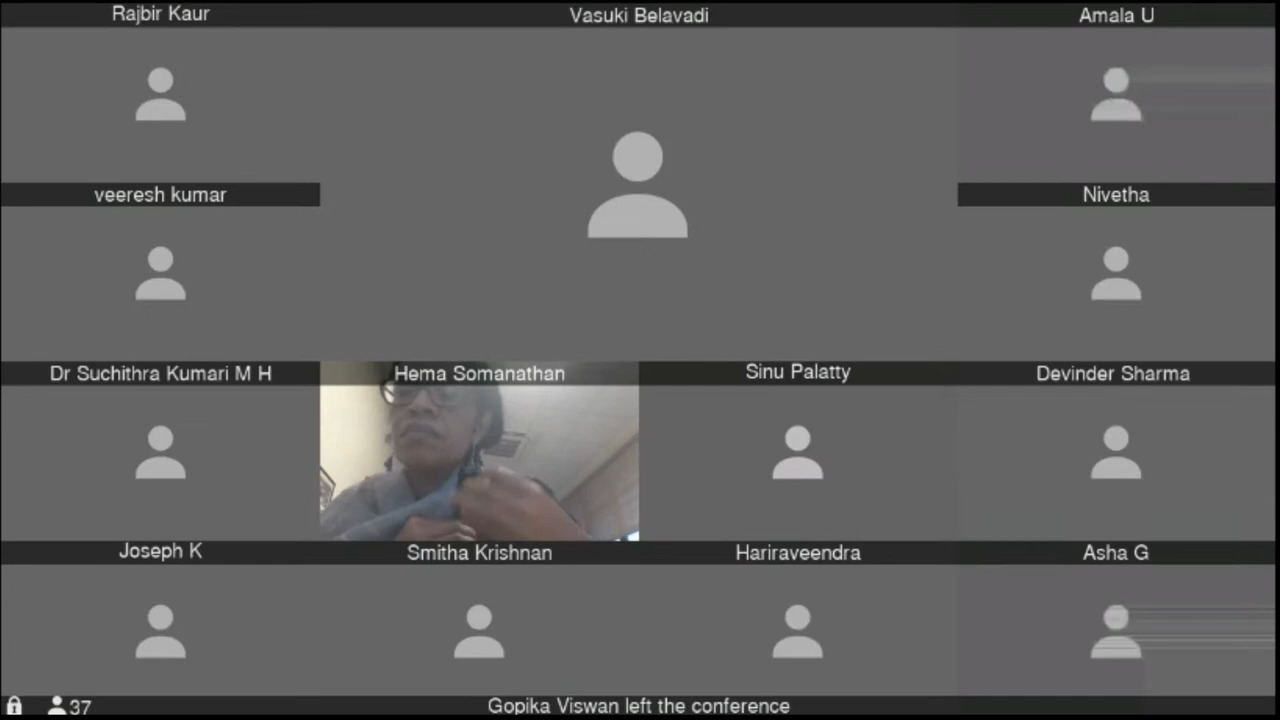 Rajbir Kaur
Vasuki Belavadi
Amala U
veeresh kumar
Nivetha
Dr Suchithra Kumari M H
Hema Somanathan
Sinu Palatty
Devinder Sharma
Joseph K
Smitha Krishnan
Hariraveendra
Asha G
37
Gopika Viswan left the conference